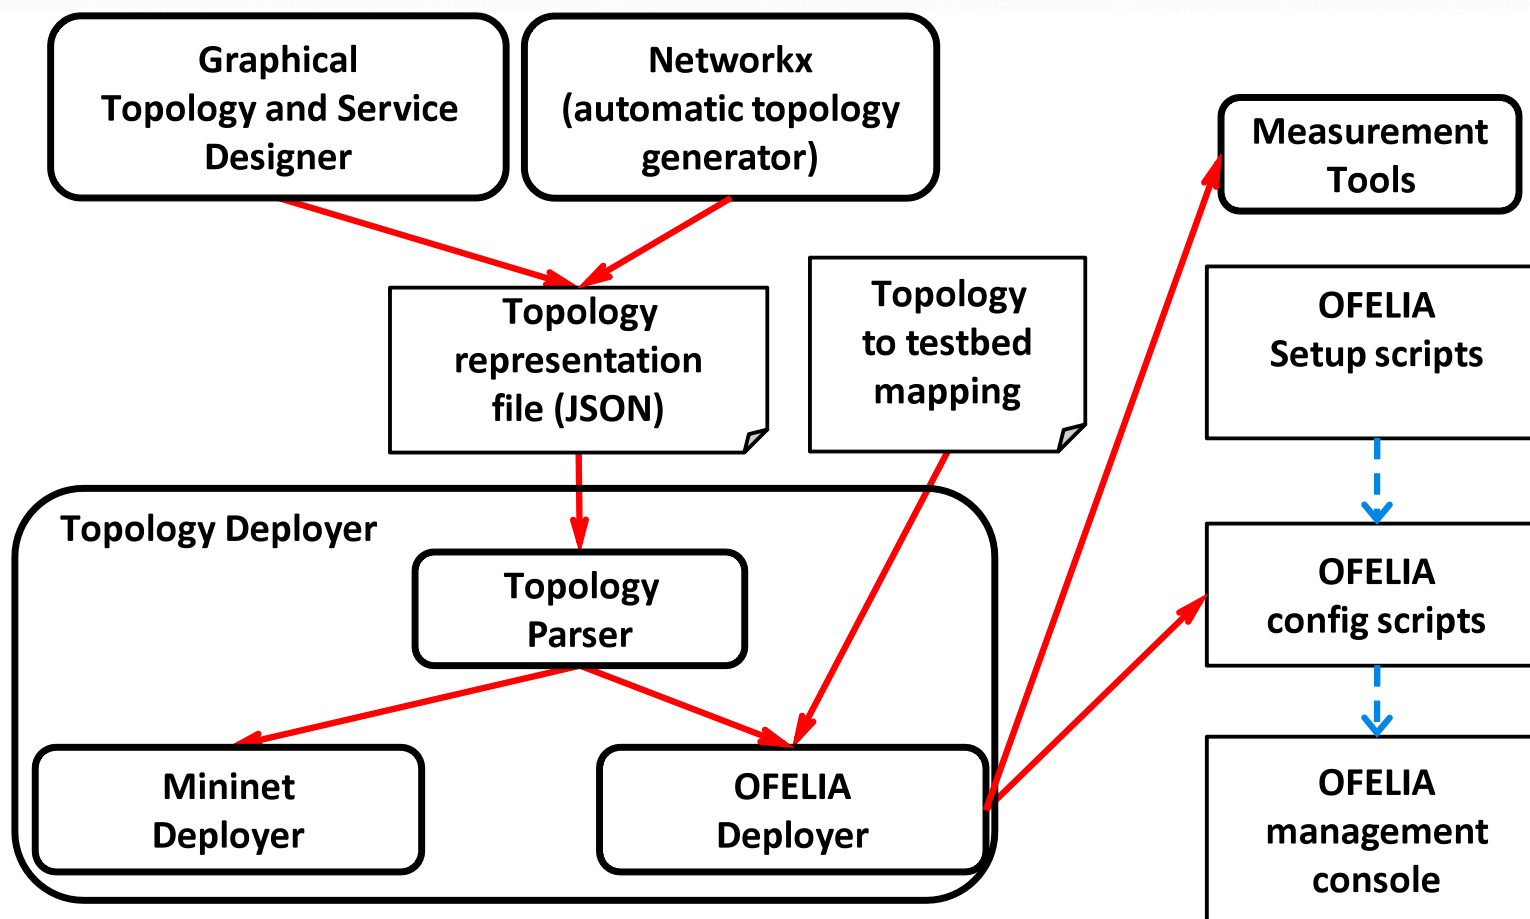 Graphical
Topology and Service
Designer
Networkx
(automatic topology
generator)
Measurement
Tools
Topology
representation
file (JSON)
Topology
to testbed
mapping
OFELIA
Setup scripts
Topology Deployer
Topology
Parser
OFELIA
config scripts
Mininet
Deployer
OFELIA
Deployer
OFELIA
management
console